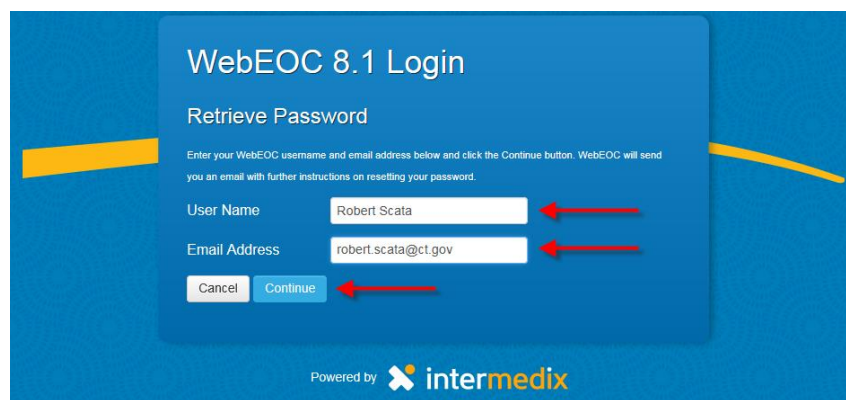 WebEOC 8.1 Login
Retrieve Password
Enter your WebEOC username and email address below and click the Continue button. WebEOC will send
you an email with further instructions on resetting your password.
User Name Robert Scata
Email Address robert.scata@ct.gov
Cancel Continue
Powered by intermedix